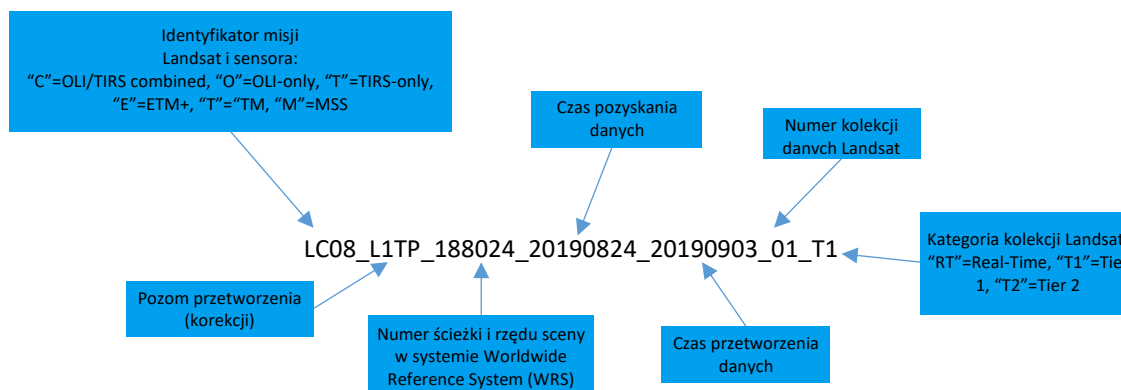 Identyfikator misji
Landsat i sensora:
“C”=OLI/TIRS combined, “O”=OLI-only, “T”=TIRS-only,
“E”=ETM+, “T”=“TM, “M”=MSS
Czas pozyskania
danych
Numer kolekcji
danych Landsat
LC08_L1TP_188024_20190824_20190903_01_T1
Kategoria kolekcji Landsat
“RT”=Real-Time, “T1”=Tie
1, “T2”=Tier 2
Pozom przetworzenia
(korekcji)
Numer ścieżki i rzędu sceny
w systemie Worldwide
Reference System (WRS)
Czas przetworzenia
danych